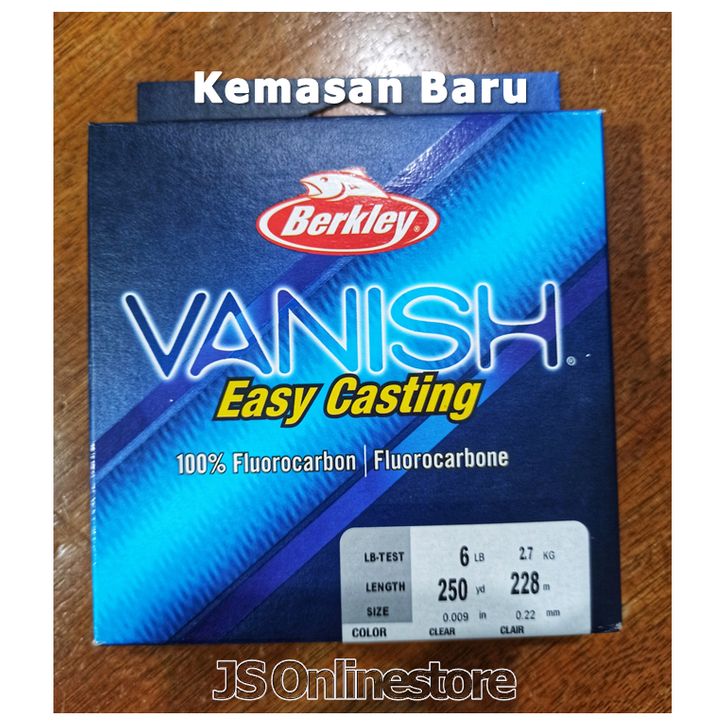 Kemasan Baru
Berkley®
VANISH®
Easy Casting
100% Fluorocarbon | Fluorocarbone
LB-TEST 6 LB 2.7 KG
LENGTH 250 yd 228 m
SIZE 0.009 in 0.22 mm
COLOR CLEAR CLAIR
JS Onlinestore